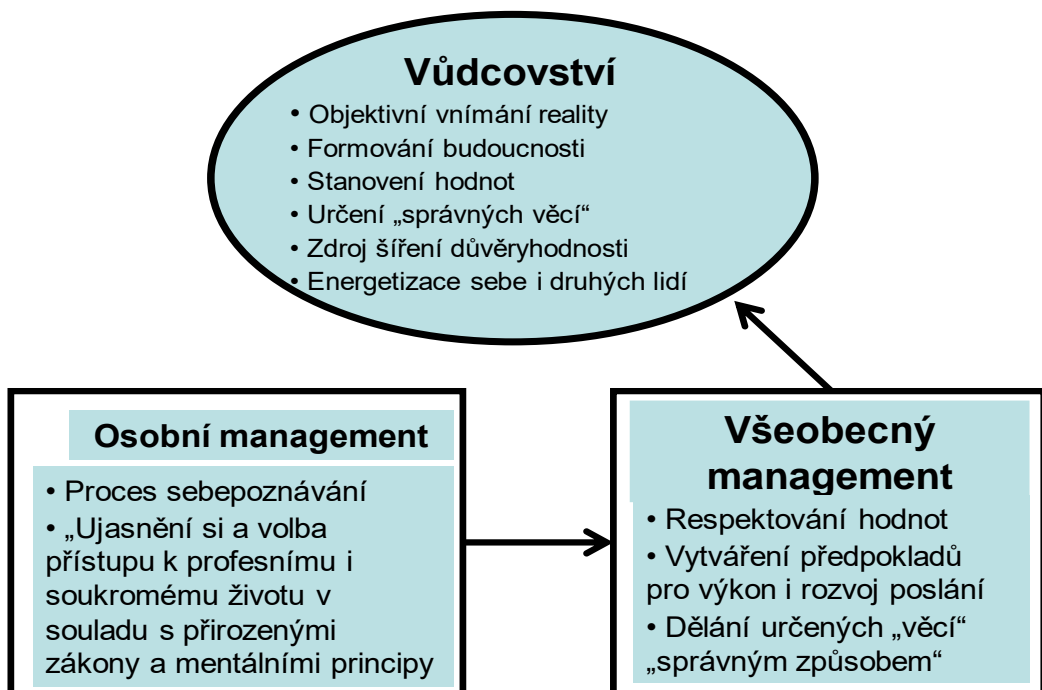 Vůdcovství
• Objektivní vnímání reality
• Formování budoucnosti
• Stanovení hodnot
• Určení „správných věcí“
• Zdroj šíření důvěryhodnosti
• Energetizace sebe i druhých lidí
Osobní management
• Proces sebepoznávání
• „Ujasnění si a volba
přístupu k profesnímu i
soukromému životu v
souladu s přirozenými
zákony a mentálními principy
Všeobecný
management
• Respektování hodnot
• Vytváření předpokladů
pro výkon i rozvoj poslání
• Dělání určených „věcí“
„správným způsobem“